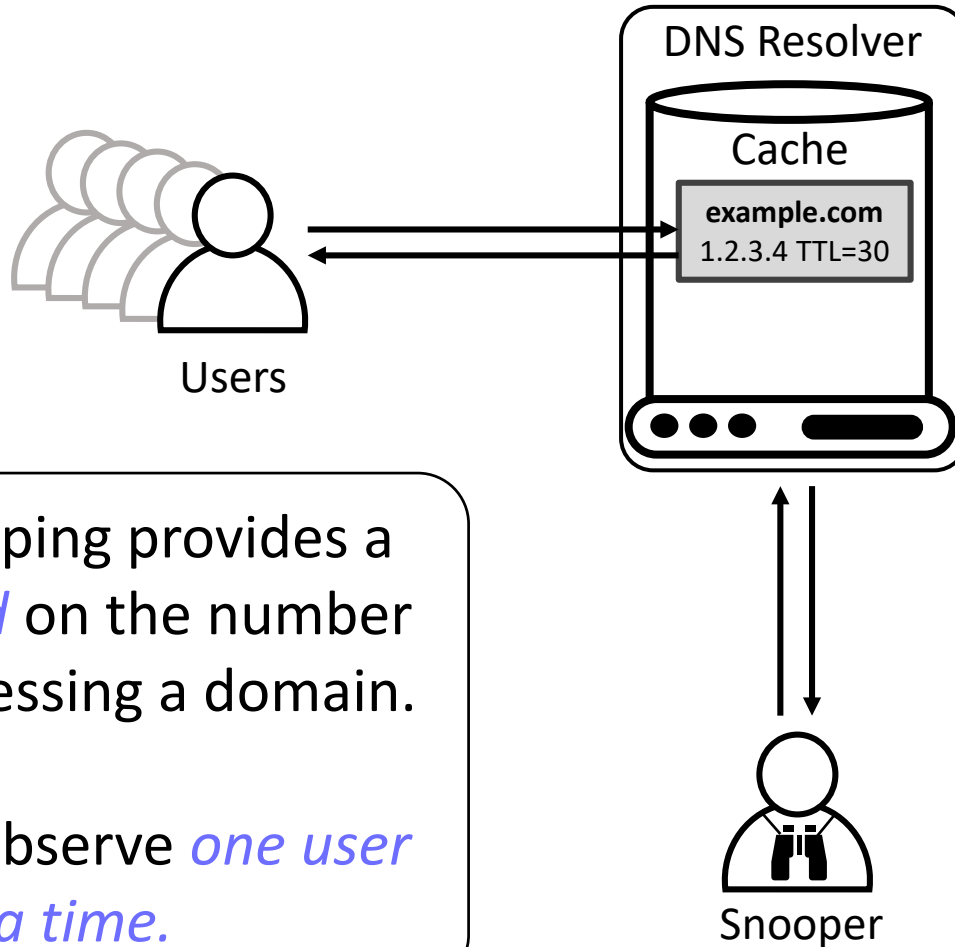 DNS Resolver
Cache
example.com
1.2.3.4 TTL=30
Users
ping provides a
on the number
essing a domain.
bserve one user
a time.
Snooper